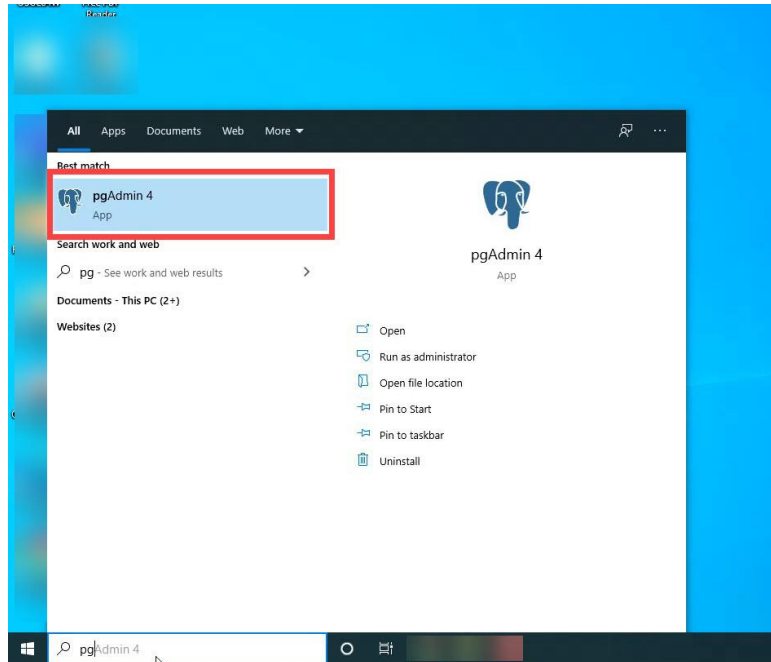 Reader
All Apps Documents Web More
Best match
pgAdmin 4
App
Search work and web
pg - See work and web results
Documents - This PC (2+)
Websites (2)
pgAdmin 4
App
Open
Run as administrator
Open file location
Pin to Start
Pin to taskbar
Uninstall
pgAdmin 4